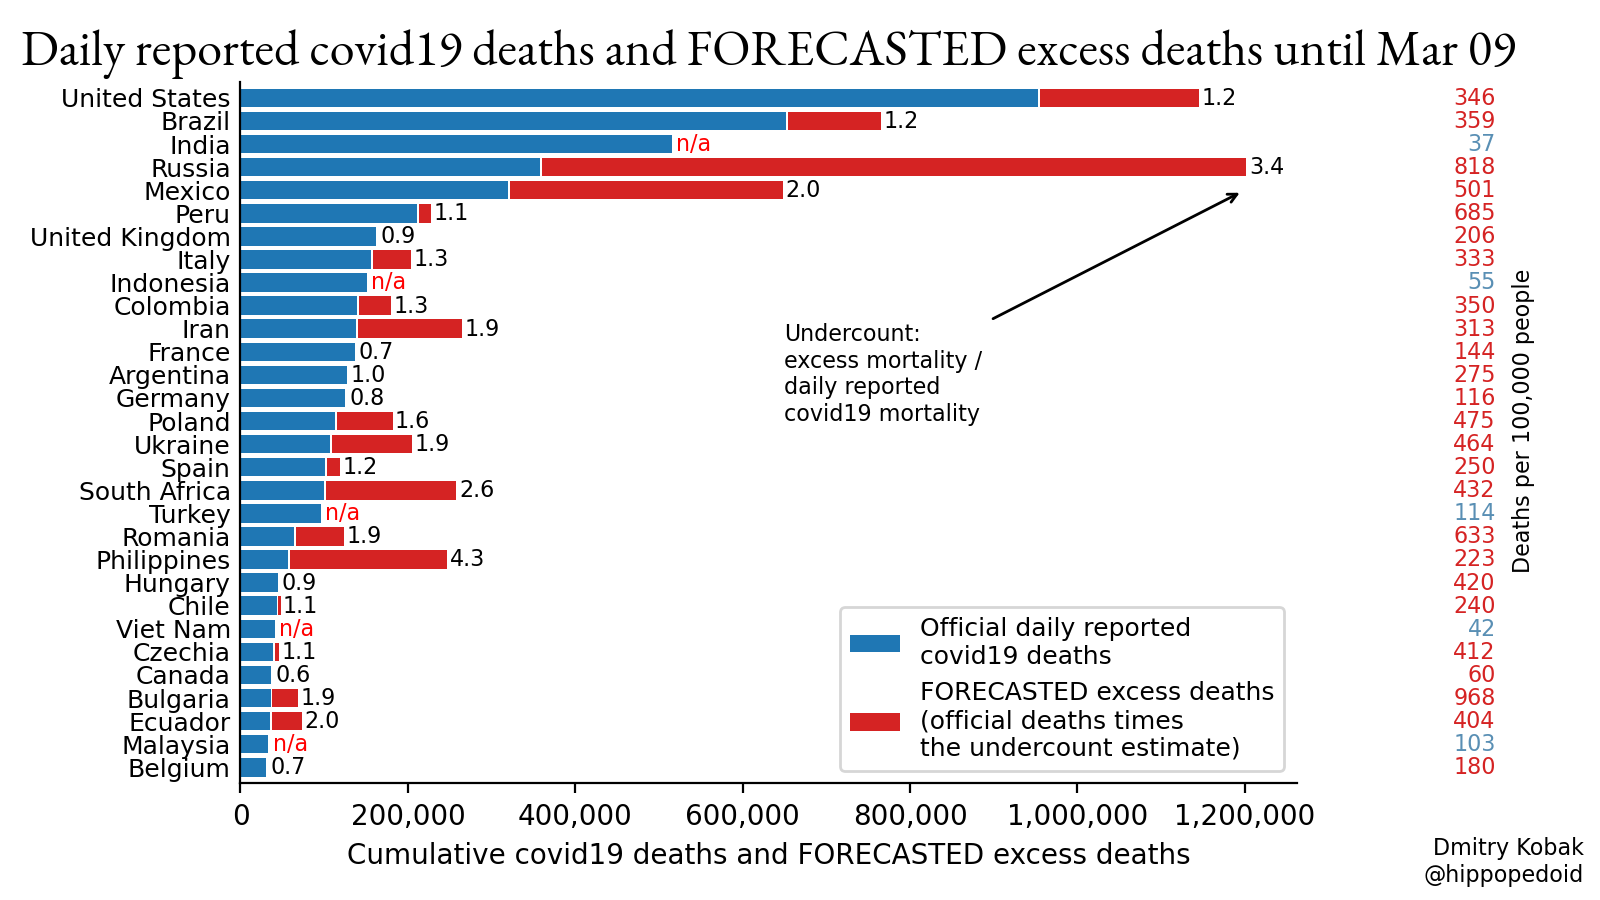 Daily reported covid19 deaths and FORECASTED excess deaths until Mar 09
United States 1.2 346
Brazil 1.2 359
India n/a 37
Russia 3.4 818
Mexico 2.0 501
Peru 1.1 685
United Kingdom 0.9 206
Italy 1.3 333
Indonesia n/a 55
Colombia 1.3 350
Iran 1.9 313
France 0.7 144
Argentina 1.0 275
Germany 0.8 116
Poland 1.6 475
Ukraine 1.9 464
Spain 1.2 250
South Africa 2.6 432
Turkey n/a 114
Romania 1.9 633
Philippines 4.3 223
Hungary 0.9 420
Chile 1.1 240
Viet Nam n/a 42
Czechia 1.1 412
Canada 0.6 60
Bulgaria 1.9 968
Ecuador 2.0 404
Malaysia n/a 103
Belgium 0.7 180
Undercount:
excess mortality /
daily reported
covid19 mortality
Deaths per 100,000 people
Official daily reported
covid19 deaths
FORECASTED excess deaths
(official deaths times
the undercount estimate)
0 200,000 400,000 600,000 800,000 1,000,000 1,200,000
Cumulative covid19 deaths and FORECASTED excess deaths
Dmitry Kobak
@hippopedoid